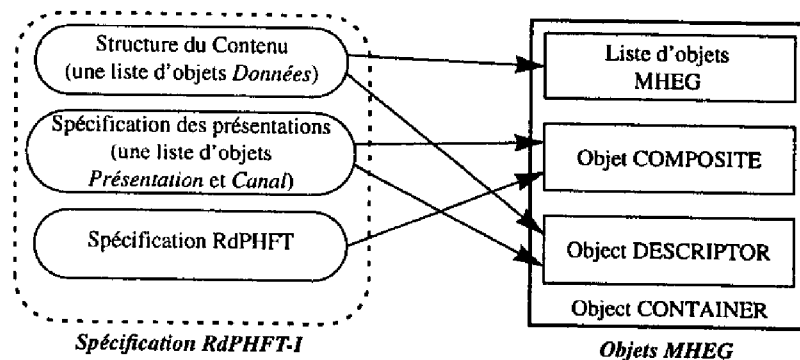 Structure du Contenu
(une liste d'objets Données)
Spécification des présentations
(une liste d'objets
Présentation et Canal)
Spécification RdPHFT
Spécification RdPHFT-I
Liste d'objets
MHEG
Objet COMPOSITE
Object DESCRIPTOR
Object CONTAINER
Objets MHEG